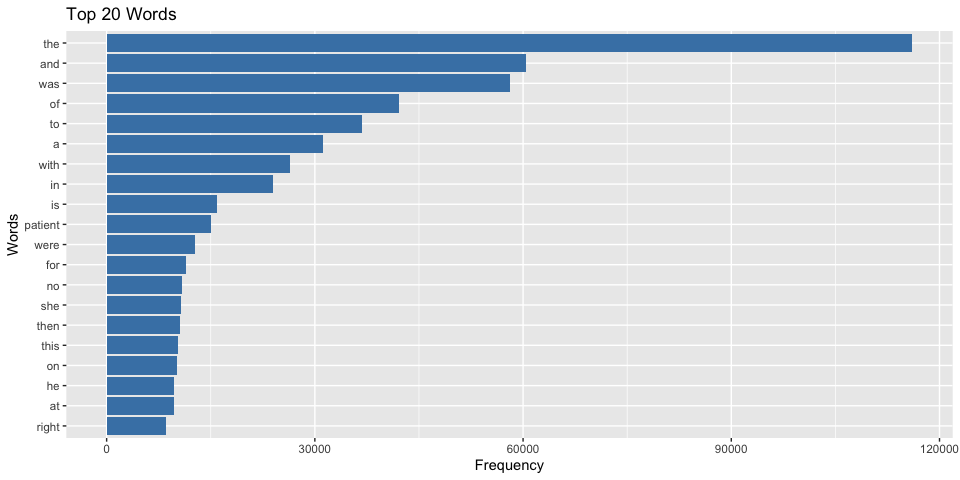 Top 20 Words
Words
the
and
was
of
to
a
with
in
is
patient
were
for
no
she
then
this
on
he
at
right
0 30000 60000 90000 120000
Frequency